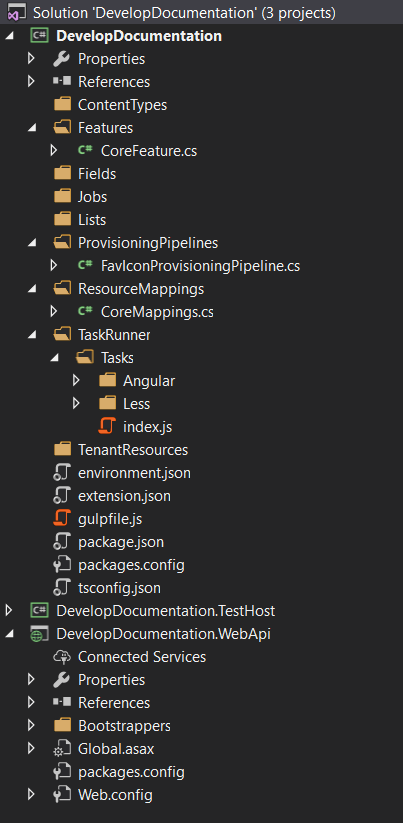 Solution 'DevelopDocumentation' (3 projects)
C# DevelopDocumentation
Properties
References
ContentTypes
Features
C# CoreFeature.cs
Fields
Jobs
Lists
ProvisioningPipelines
C# FavIconProvisioningPipeline.cs
ResourceMappings
C# CoreMappings.cs
TaskRunner
Tasks
Angular
Less
index.js
TenantResources
environment.json
extension.json
gulpfile.js
package.json
packages.config
tsconfig.json
C# DevelopDocumentation.TestHost
DevelopDocumentation.WebApi
Connected Services
Properties
References
Bootstrappers
Global.asax
packages.config
Web.config